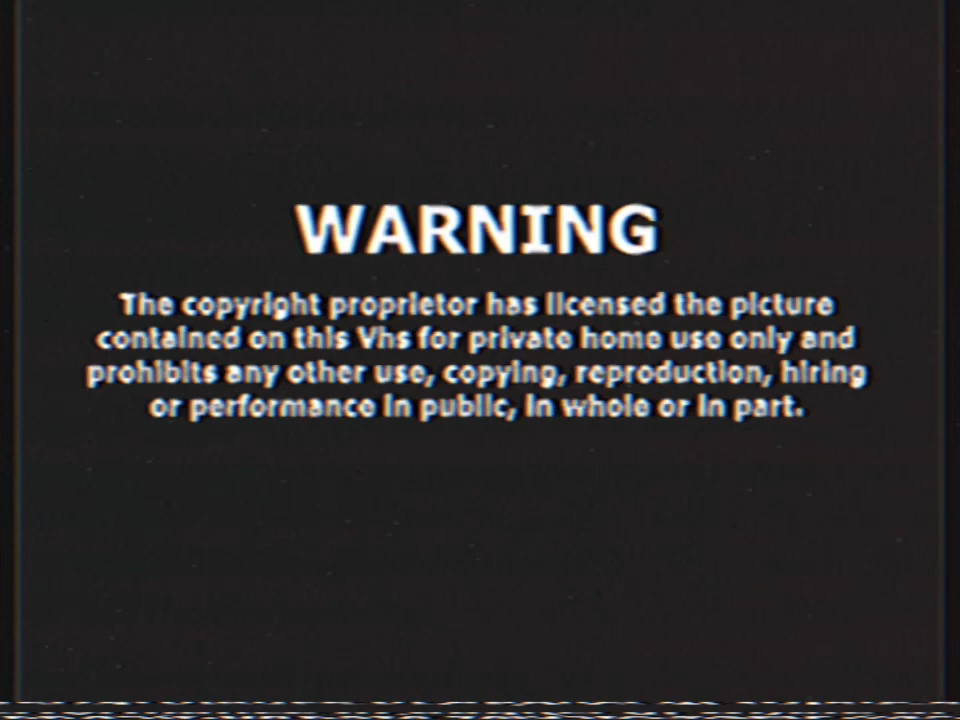 WARNING
The copyright proprietor has licensed the picture
contained on this Vhs for private home use only and
prohibits any other use, copying, reproduction, hiring
or performance in public, in whole or in part.